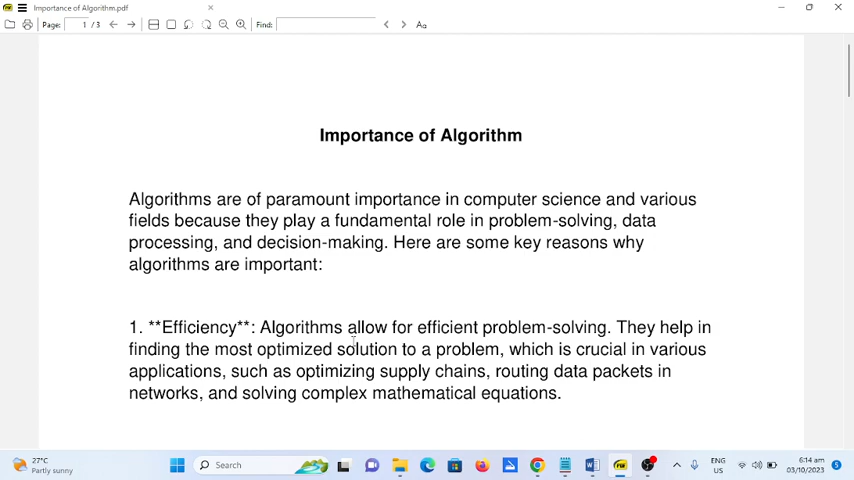 Importance of Algorithm.pdf
Page: 1 / 3 Find: Aa
Importance of Algorithm
Algorithms are of paramount importance in computer science and various
fields because they play a fundamental role in problem-solving, data
processing, and decision-making. Here are some key reasons why
algorithms are important:
1. **Efficiency**: Algorithms allow for efficient problem-solving. They help in
finding the most optimized solution to a problem, which is crucial in various
applications, such as optimizing supply chains, routing data packets in
networks, and solving complex mathematical equations.
27°C
Partly sunny
Search
ENG
US
6:14 am
03/10/2023
5